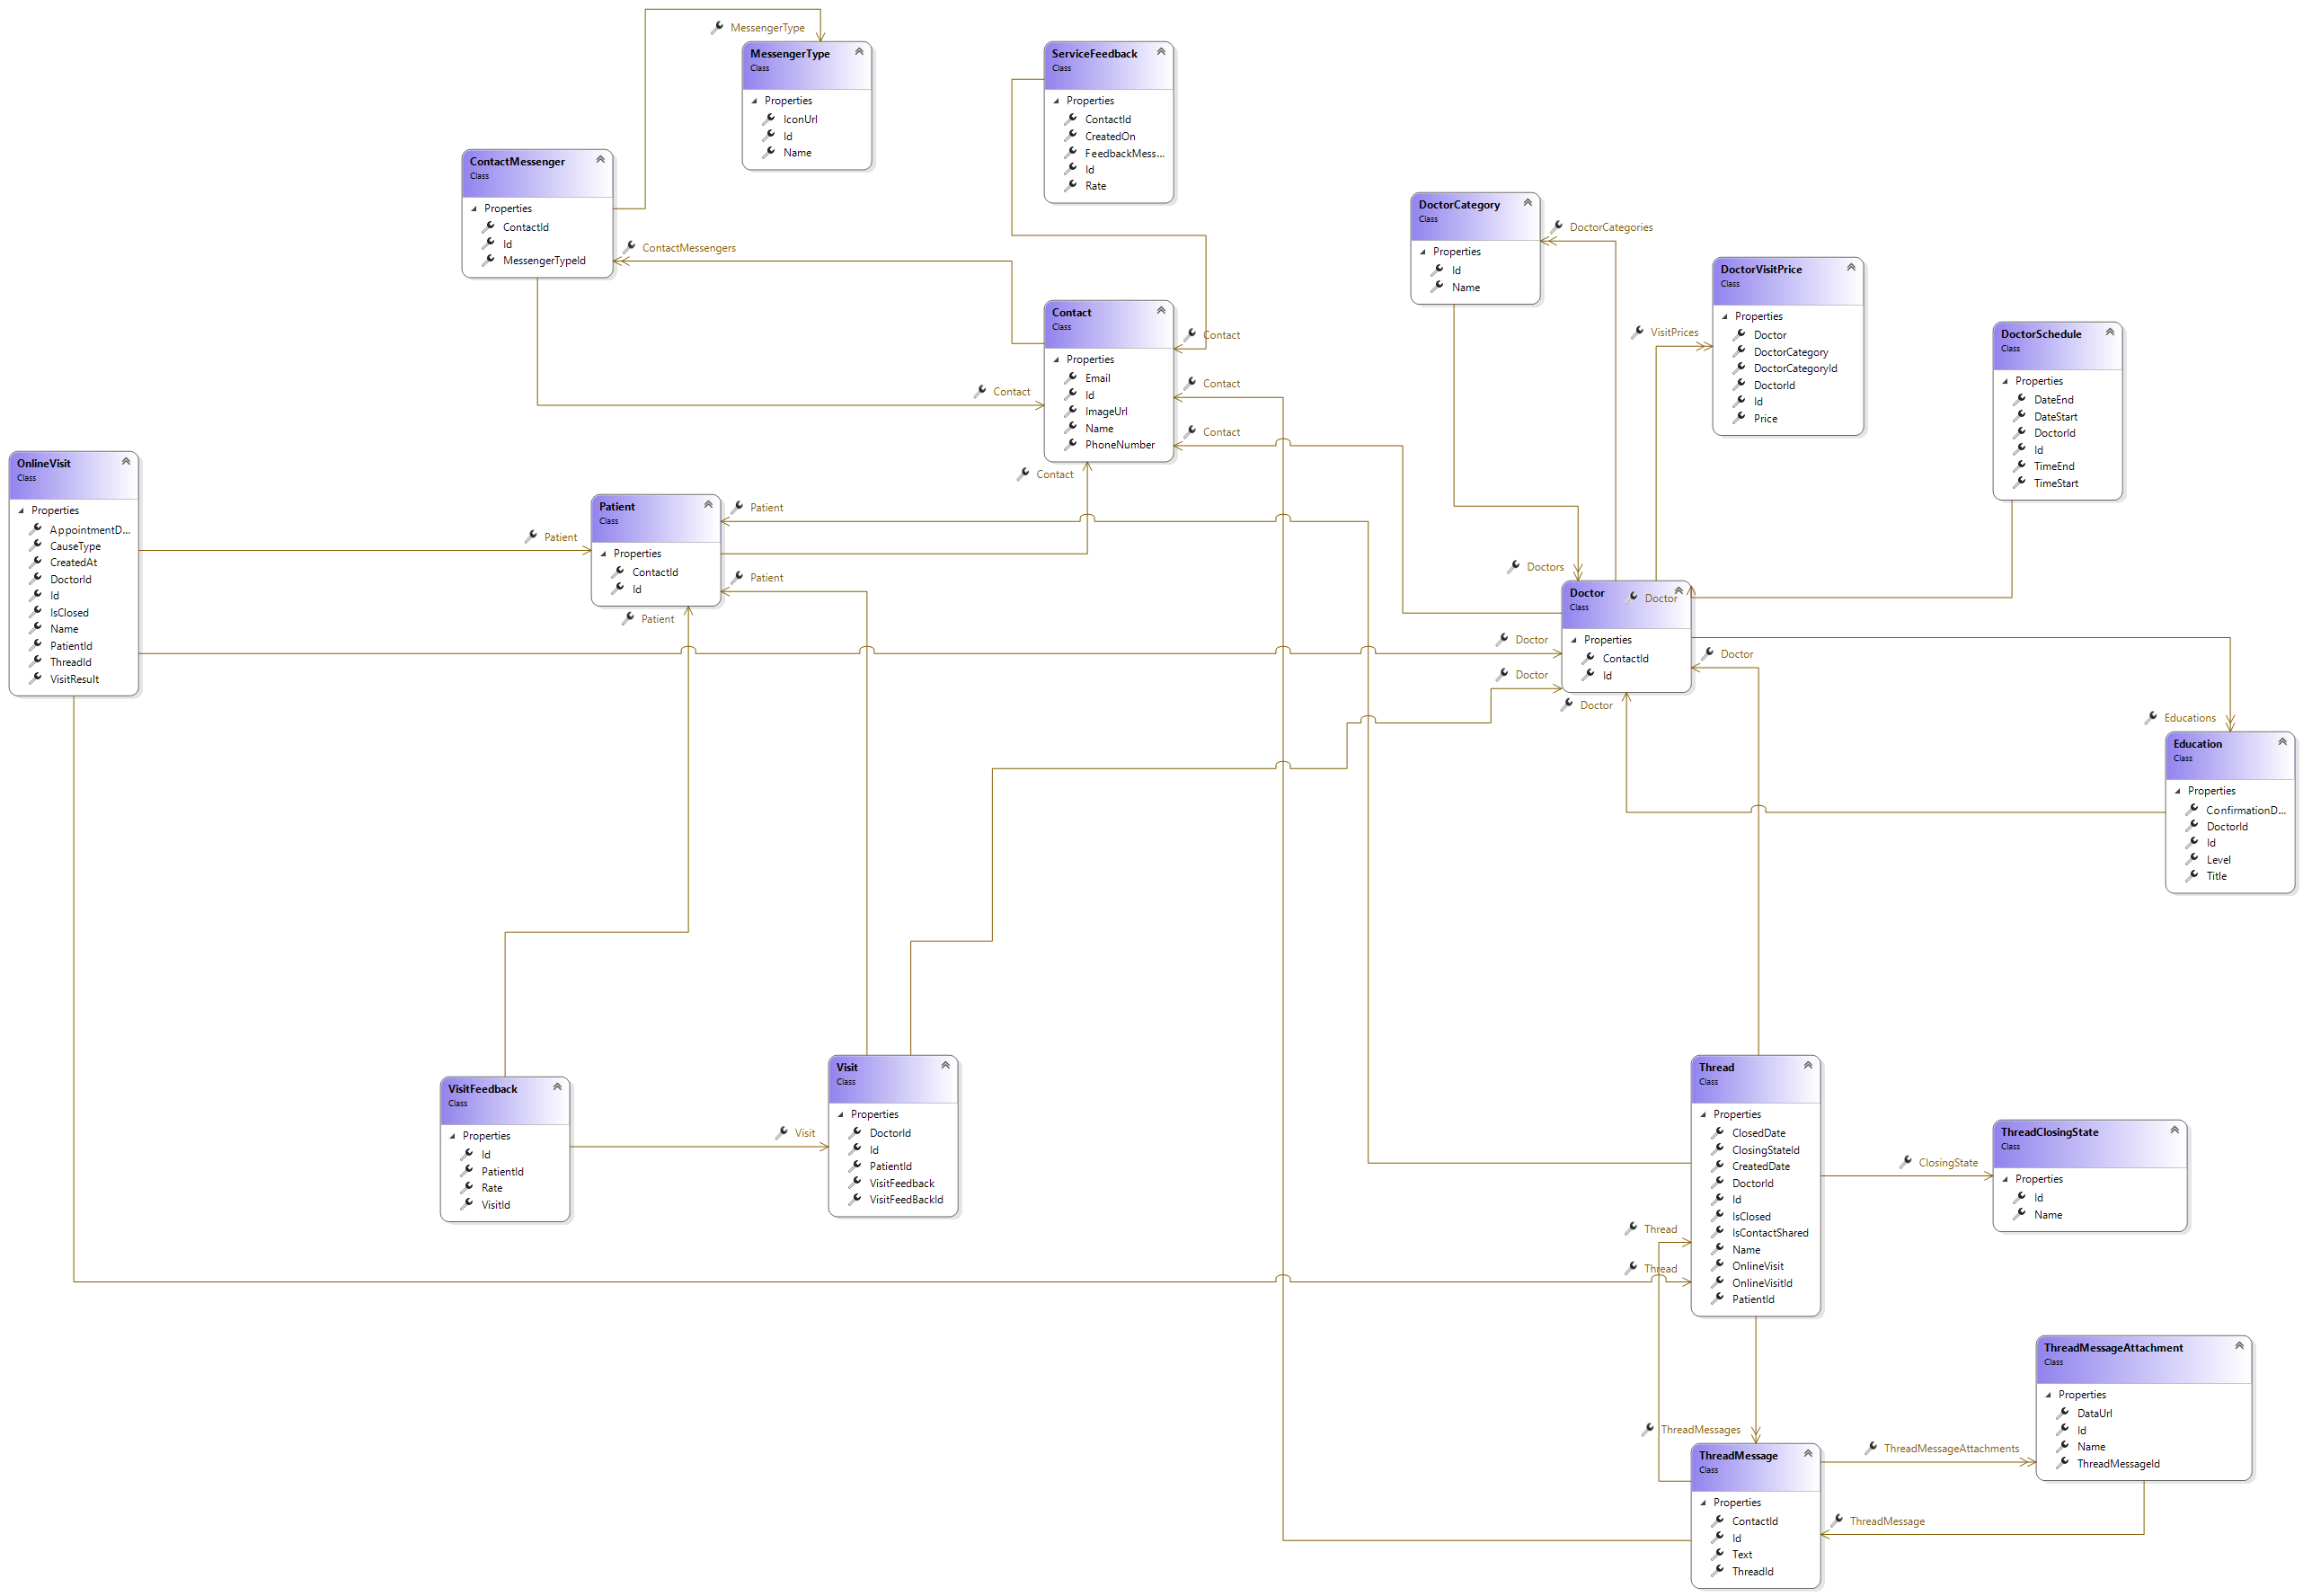 MessengerType
MessengerType
Class
Properties
IconUrl
Id
Name
ServiceFeedback
Class
Properties
ContactId
CreatedOn
FeedbackMess...
Id
Rate
ContactMessenger
Class
Properties
ContactId
Id
MessengerTypeId
ContactMessengers
DoctorCategory
Class
Properties
Id
Name
DoctorCategories
DoctorVisitPrice
Class
Properties
Doctor
DoctorCategory
DoctorCategoryId
DoctorId
Id
Price
VisitPrices
DoctorSchedule
Class
Properties
DateEnd
DateStart
DoctorId
Id
TimeEnd
TimeStart
Contact
Class
Properties
Email
Id
ImageUrl
Name
PhoneNumber
Contact
Contact
Contact
Contact
Contact
OnlineVisit
Class
Properties
AppointmentD...
CauseType
CreatedAt
DoctorId
Id
IsClosed
Name
PatientId
ThreadId
VisitResult
Patient
Patient
Class
Properties
ContactId
Id
Patient
Patient
Patient
Doctors
Doctor
Class
Doctor
Properties
ContactId
Id
Doctor
Doctor
Doctor
Doctor
Educations
Education
Class
Properties
ConfirmationD...
DoctorId
Id
Level
Title
VisitFeedback
Class
Properties
Id
PatientId
Rate
VisitId
Visit
Visit
Class
Properties
DoctorId
Id
PatientId
VisitFeedback
VisitFeedBackId
Thread
Class
Properties
ClosedDate
ClosingStateId
CreatedDate
DoctorId
Id
IsClosed
IsContactShared
Name
OnlineVisit
OnlineVisitId
PatientId
Thread
Thread
ClosingState
ThreadClosingState
Class
Properties
Id
Name
ThreadMessages
ThreadMessage
Class
Properties
ContactId
Id
Text
ThreadId
ThreadMessageAttachments
ThreadMessageAttachment
Class
Properties
DataUrl
Id
Name
ThreadMessageId
ThreadMessage